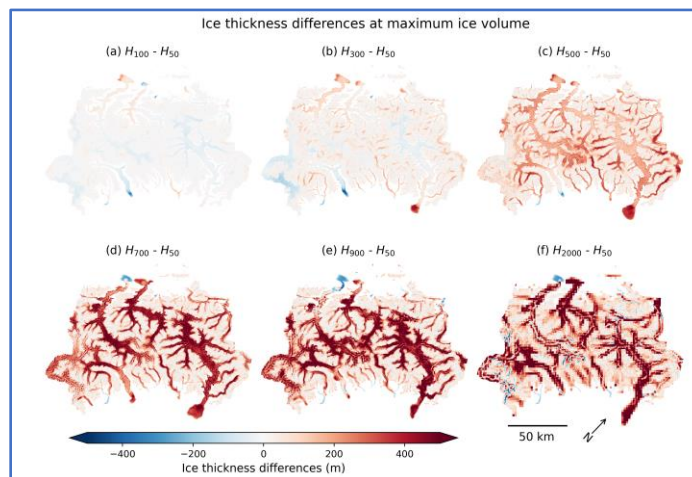 Ice thickness differences at maximum ice volume
(a) H100 - H50
(b) H300 - H50
(c) H500 - H50
(d) H700 - H50
(e) H900 - H50
(f) H2000 - H50
50 km
N
−400 −200 0 200 400
Ice thickness differences (m)